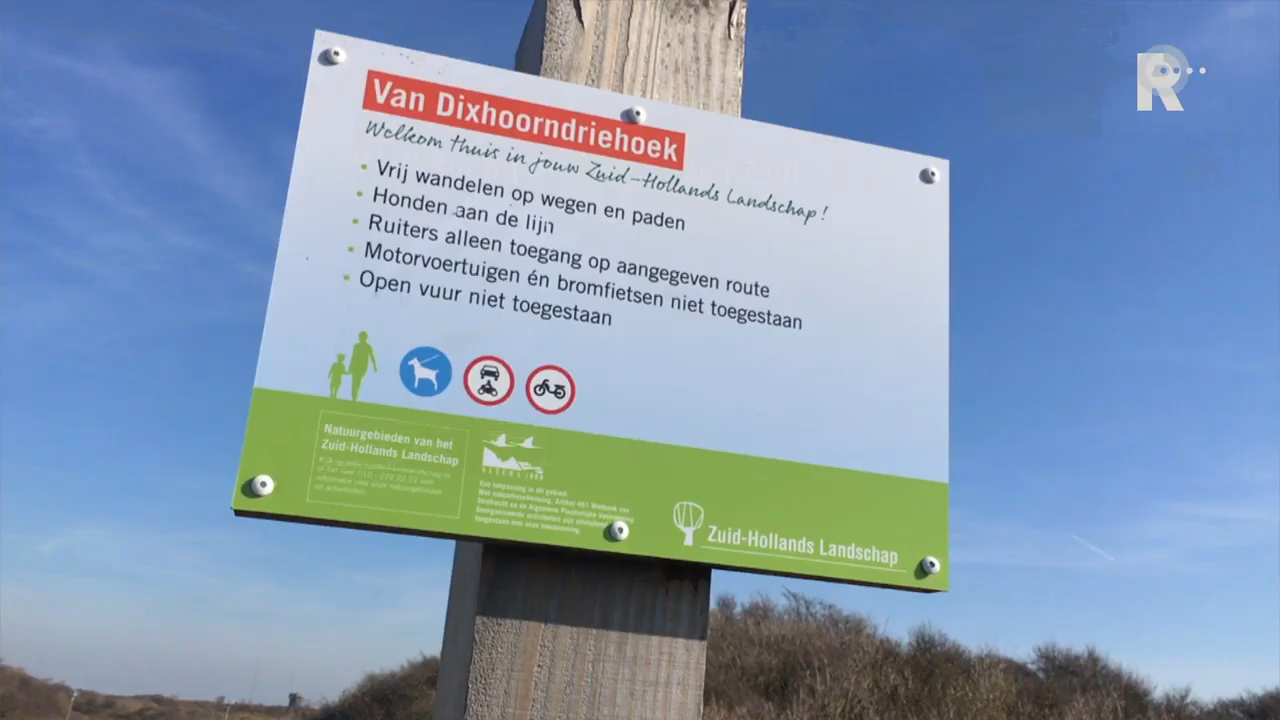 R
Van Dixhoorndriehoek
Welkom thuis in jouw Zuid-Hollands Landschap!
• Vrij wandelen op wegen en paden
• Honden aan de lijn
• Ruiters alleen toegang op aangegeven route
• Motorvoertuigen én bromfietsen niet toegestaan
• Open vuur niet toegestaan
Natuurgebieden van het
Zuid-Hollands Landschap
NATURA 2000
Zuid-Hollands Landschap